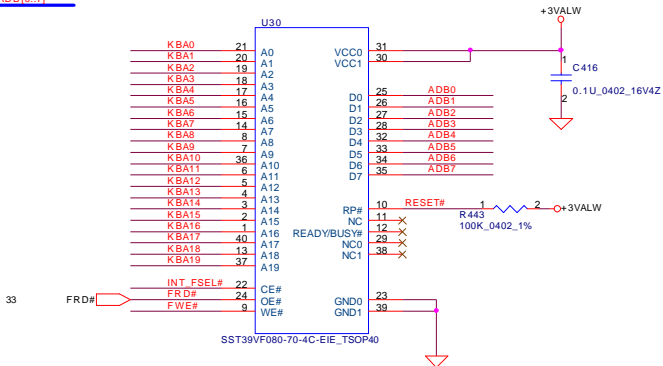 +3VALW
U30
KBA0 21 A0 VCC0 31
KBA1 20 A1 VCC1 30
KBA2 19 A2
KBA3 18 A3
KBA4 17 A4 D0 25 ADB0
KBA5 16 A5 D1 26 ADB1
KBA6 15 A6 D2 27 ADB2
KBA7 14 A7 D3 28 ADB3
KBA8 8 A8 D4 32 ADB4
KBA9 7 A9 D5 33 ADB5
KBA10 36 A10 D6 34 ADB6
KBA11 6 A11 D7 35 ADB7
KBA12 5 A12
KBA13 4 A13
KBA14 3 A14 RP# 10 RESET# 1 2 +3VALW
KBA15 2 A15 NC 11 R443
KBA16 1 A16 READY/BUSY# 12 100K_0402_1%
KBA17 40 A17 NC0 29
KBA18 13 A18 NC1 38
KBA19 37 A19
1 C416
0.1U_0402_16V4Z
2
INT_FSEL# 22 CE#
33 FRD# FRD# 24 OE# GND0 23
FWE# 9 WE# GND1 39
SST39VF080-70-4C-EIE_TSOP40